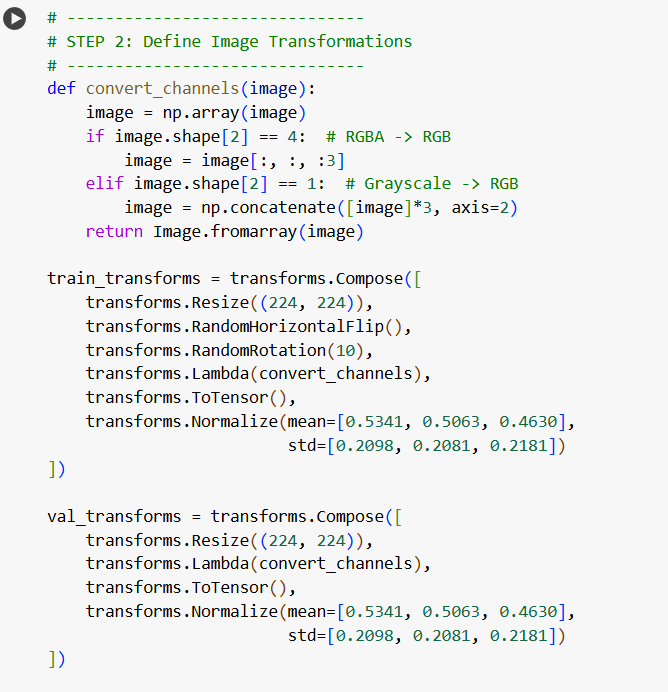 # -------------------------------
# STEP 2: Define Image Transformations
# -------------------------------
def convert_channels(image):
    image = np.array(image)
    if image.shape[2] == 4:  # RGBA -> RGB
        image = image[:, :, :3]
    elif image.shape[2] == 1:  # Grayscale -> RGB
        image = np.concatenate([image]*3, axis=2)
    return Image.fromarray(image)

train_transforms = transforms.Compose([
    transforms.Resize((224, 224)),
    transforms.RandomHorizontalFlip(),
    transforms.RandomRotation(10),
    transforms.Lambda(convert_channels),
    transforms.ToTensor(),
    transforms.Normalize(mean=[0.5341, 0.5063, 0.4630],
                         std=[0.2098, 0.2081, 0.2181])
])

val_transforms = transforms.Compose([
    transforms.Resize((224, 224)),
    transforms.Lambda(convert_channels),
    transforms.ToTensor(),
    transforms.Normalize(mean=[0.5341, 0.5063, 0.4630],
                         std=[0.2098, 0.2081, 0.2181])
])